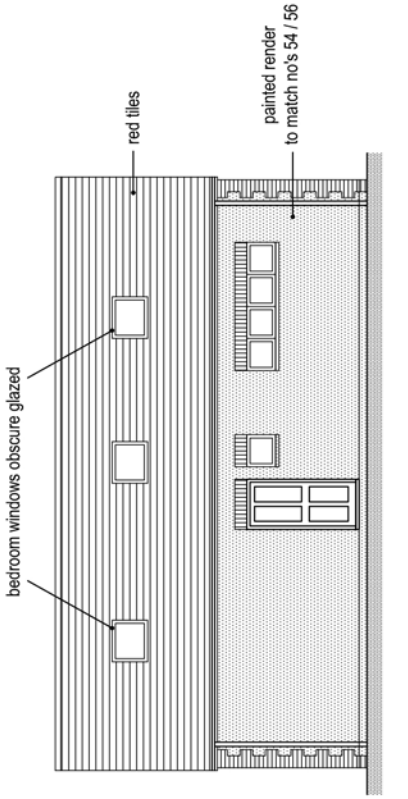 bedroom windows obscure glazed
red tiles
painted render
to match no's 54 / 56